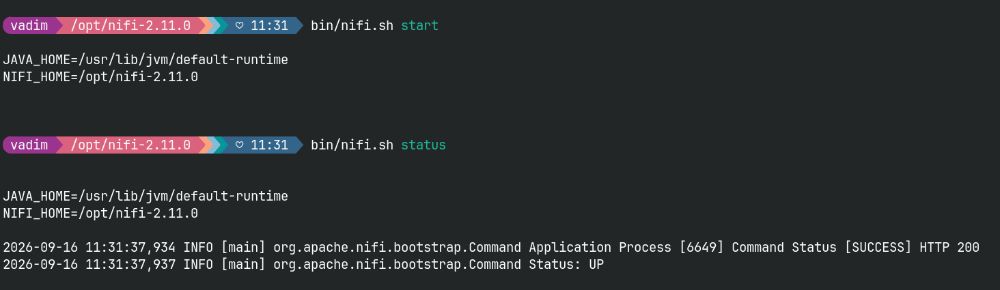 vadim /opt/nifi-2.11.0 ♡ 11:31 bin/nifi.sh start
JAVA_HOME=/usr/lib/jvm/default-runtime
NIFI_HOME=/opt/nifi-2.11.0
vadim /opt/nifi-2.11.0 ♡ 11:31 bin/nifi.sh status
JAVA_HOME=/usr/lib/jvm/default-runtime
NIFI_HOME=/opt/nifi-2.11.0
2026-09-16 11:31:37,934 INFO [main] org.apache.nifi.bootstrap.Command Application Process [6649] Command Status [SUCCESS] HTTP 200
2026-09-16 11:31:37,937 INFO [main] org.apache.nifi.bootstrap.Command Status: UP